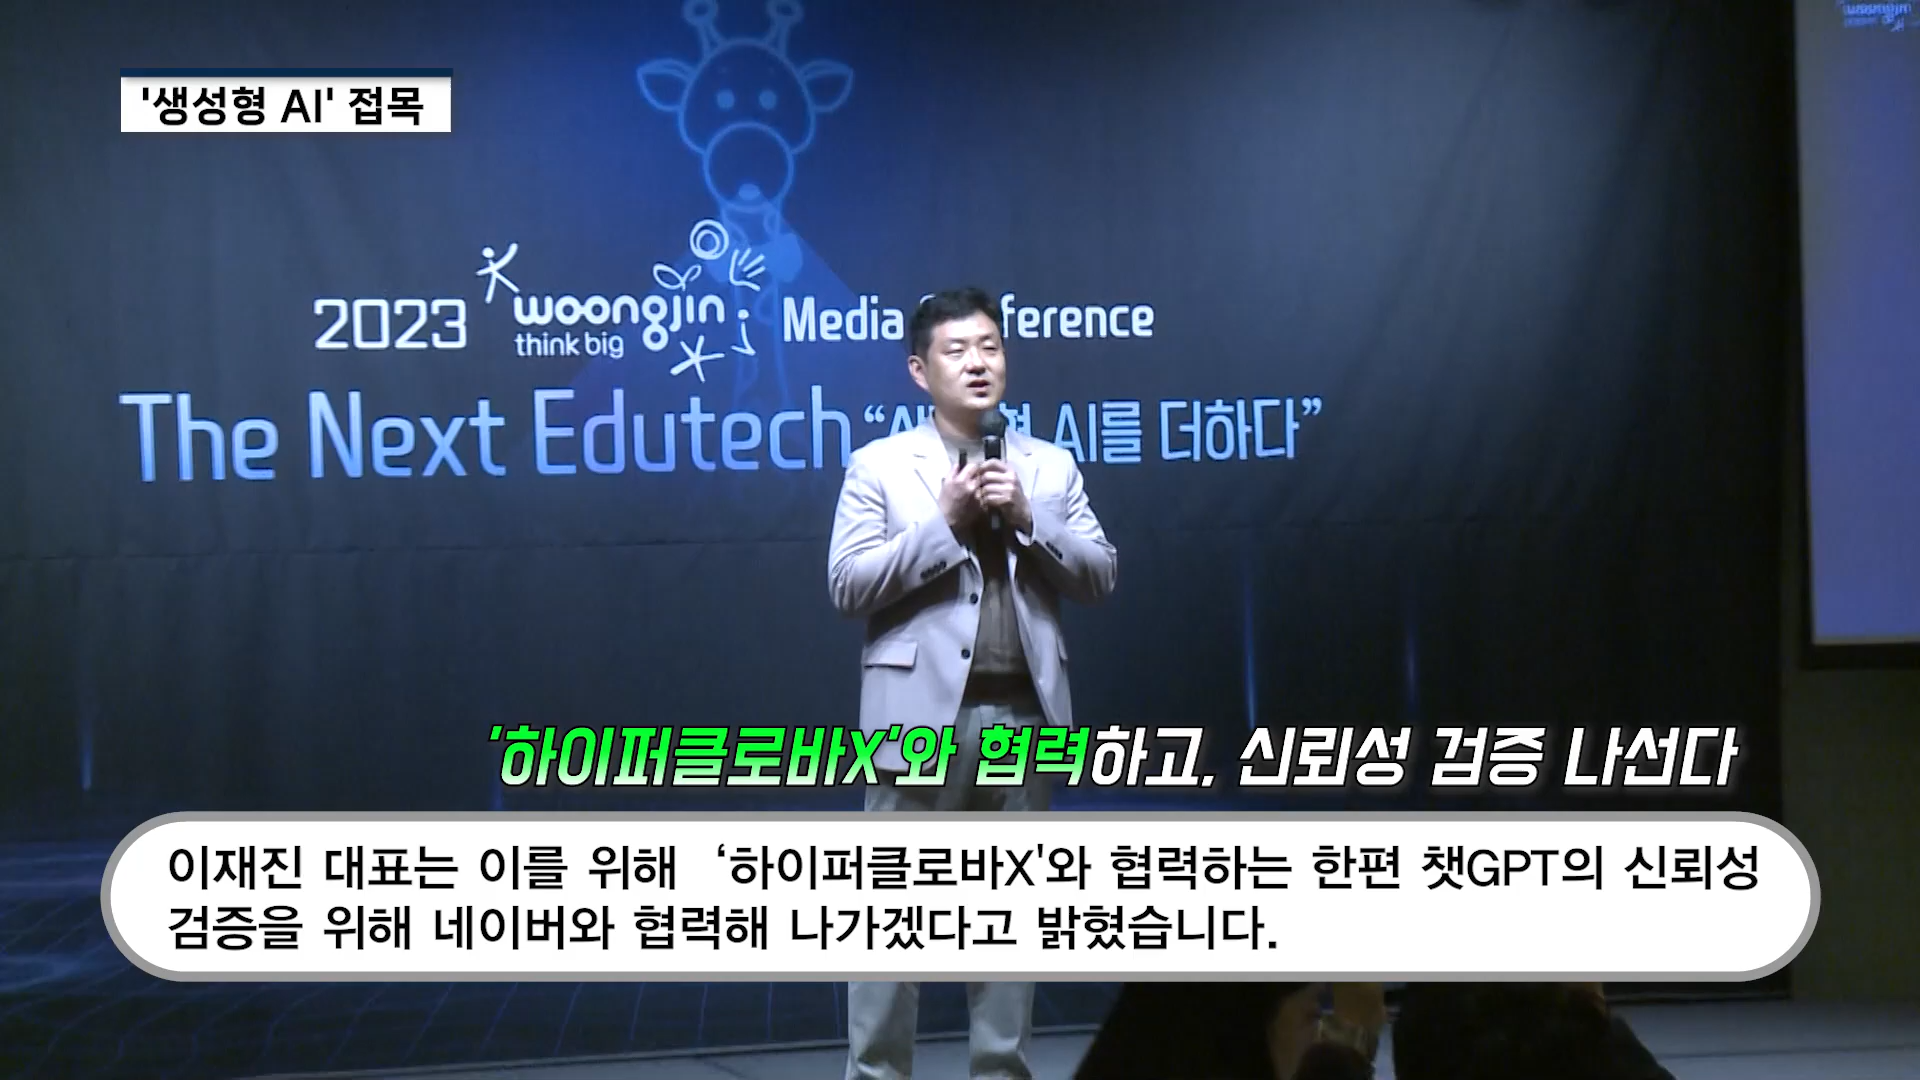 '생성형 AI' 접목
woongjin
2023 woongjin think big Media ference
The Next Edutech “생 형 AI를 더하다”
'하이퍼클로바X'와 협력하고, 신뢰성 검증 나선다
이재진 대표는 이를 위해 ‘하이퍼클로바X'와 협력하는 한편 챗GPT의 신뢰성
검증을 위해 네이버와 협력해 나가겠다고 밝혔습니다.